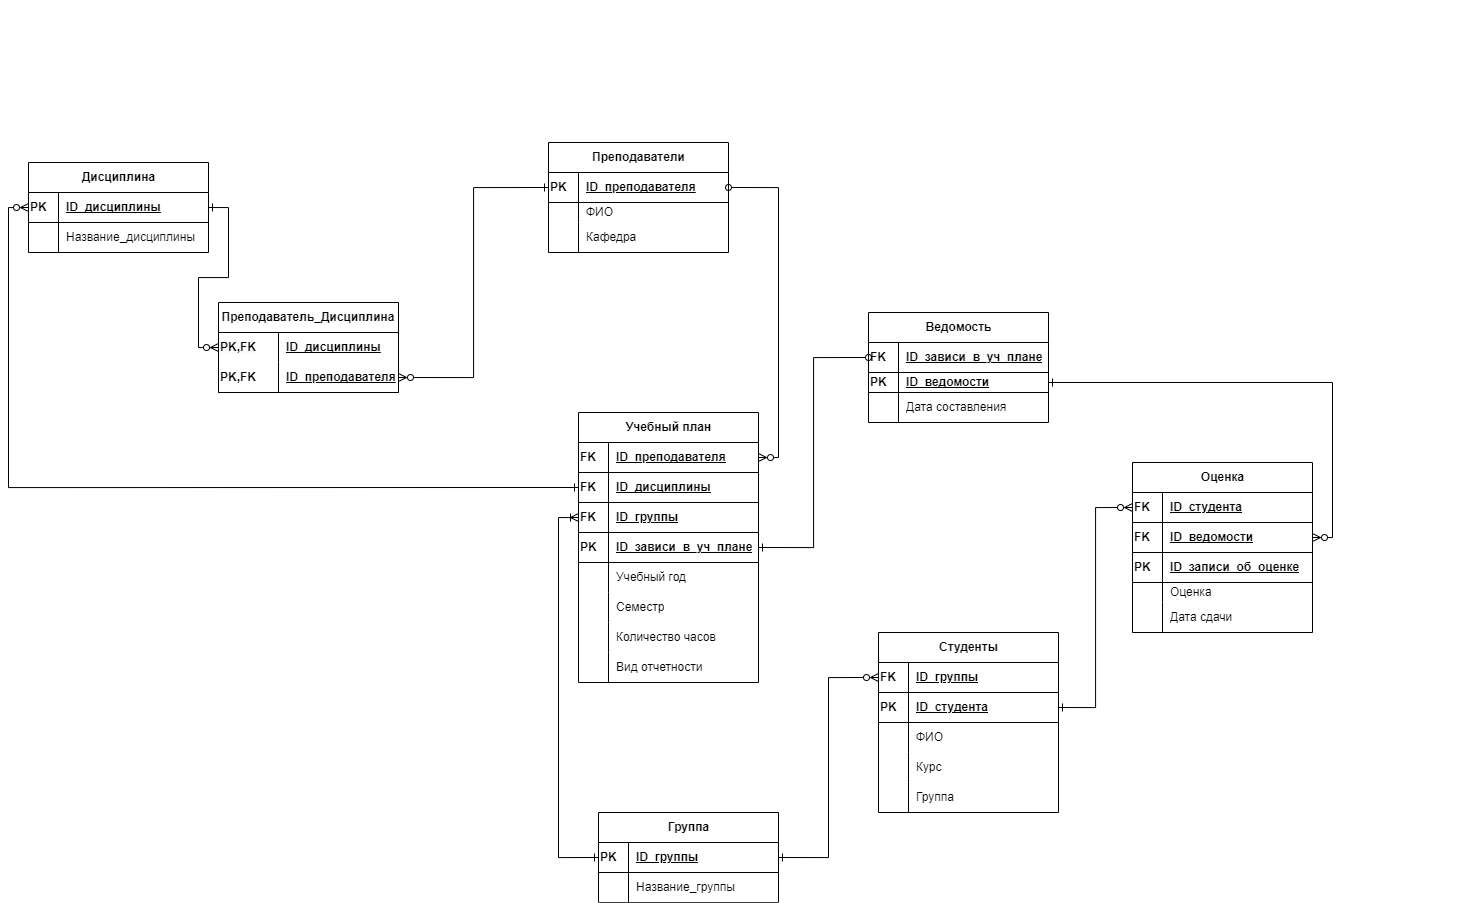 Дисциплина
PK ID_дисциплины
Название_дисциплины
Преподаватели
PK ID_преподавателя
ФИО
Кафедра
Преподаватель_Дисциплина
PK,FK ID_дисциплины
PK,FK ID_преподавателя
Ведомость
FK ID_зависи_в_уч_плане
PK ID_ведомости
Дата составления
Учебный план
FK ID_преподавателя
FK ID_дисциплины
FK ID_группы
PK ID_зависи_в_уч_плане
Учебный год
Семестр
Количество часов
Вид отчетности
Оценка
FK ID_студента
FK ID_ведомости
PK ID_записи_об_оценке
Оценка
Дата сдачи
Студенты
FK ID_группы
PK ID_студента
ФИО
Курс
Группа
Группа
PK ID_группы
Название_группы